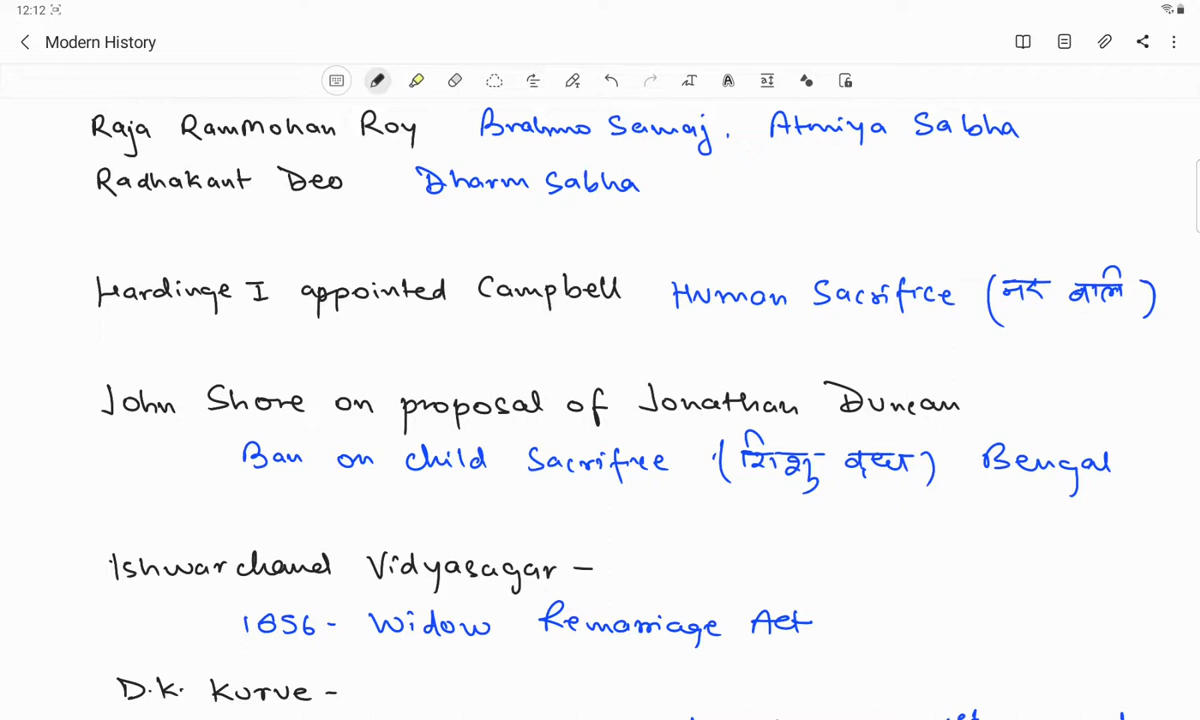 12:12
Modern History
Raja Rammohan Roy Brahmo Samaj. Atmiya Sabha
Radhakant Deo Dharm Sabha
Hardinge I appointed Campbell Human Sacrifice (नर बलि)
John Shore on proposal of Jonathan Duncan
Ban on child Sacrifice (शिशु वध) Bengal
Ishwarchand Vidyasagar –
1856 - Widow Remarriage Act
D.K. Kurve –